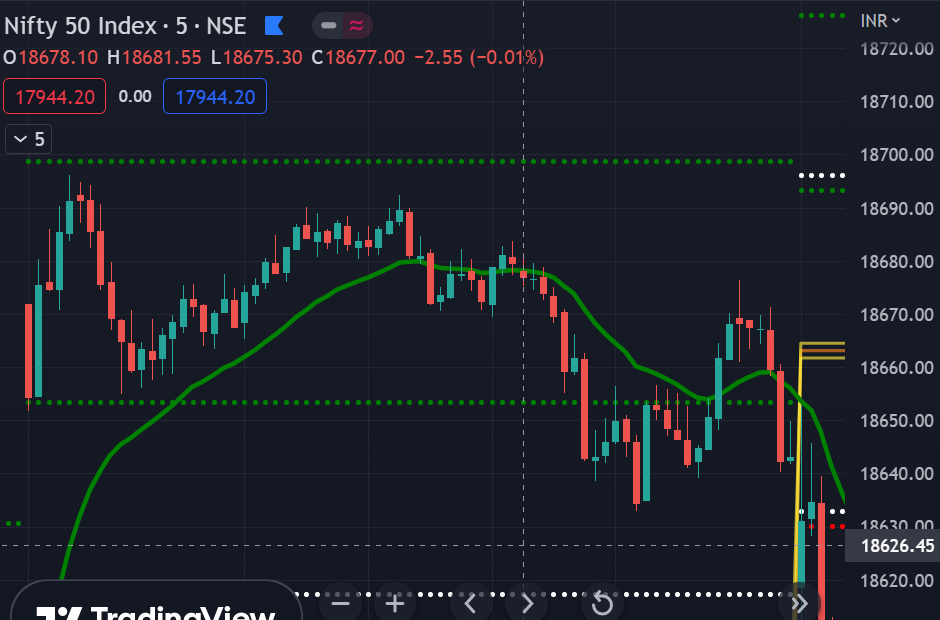 Nifty 50 Index · 5 · NSE
INR
O18678.10 H18681.55 L18675.30 C18677.00 −2.55 (−0.01%)
17944.20 0.00 17944.20
5
18720.00
18710.00
18700.00
18690.00
18680.00
18670.00
18660.00
18650.00
18640.00
18630.00
18626.45
18620.00
TradingView